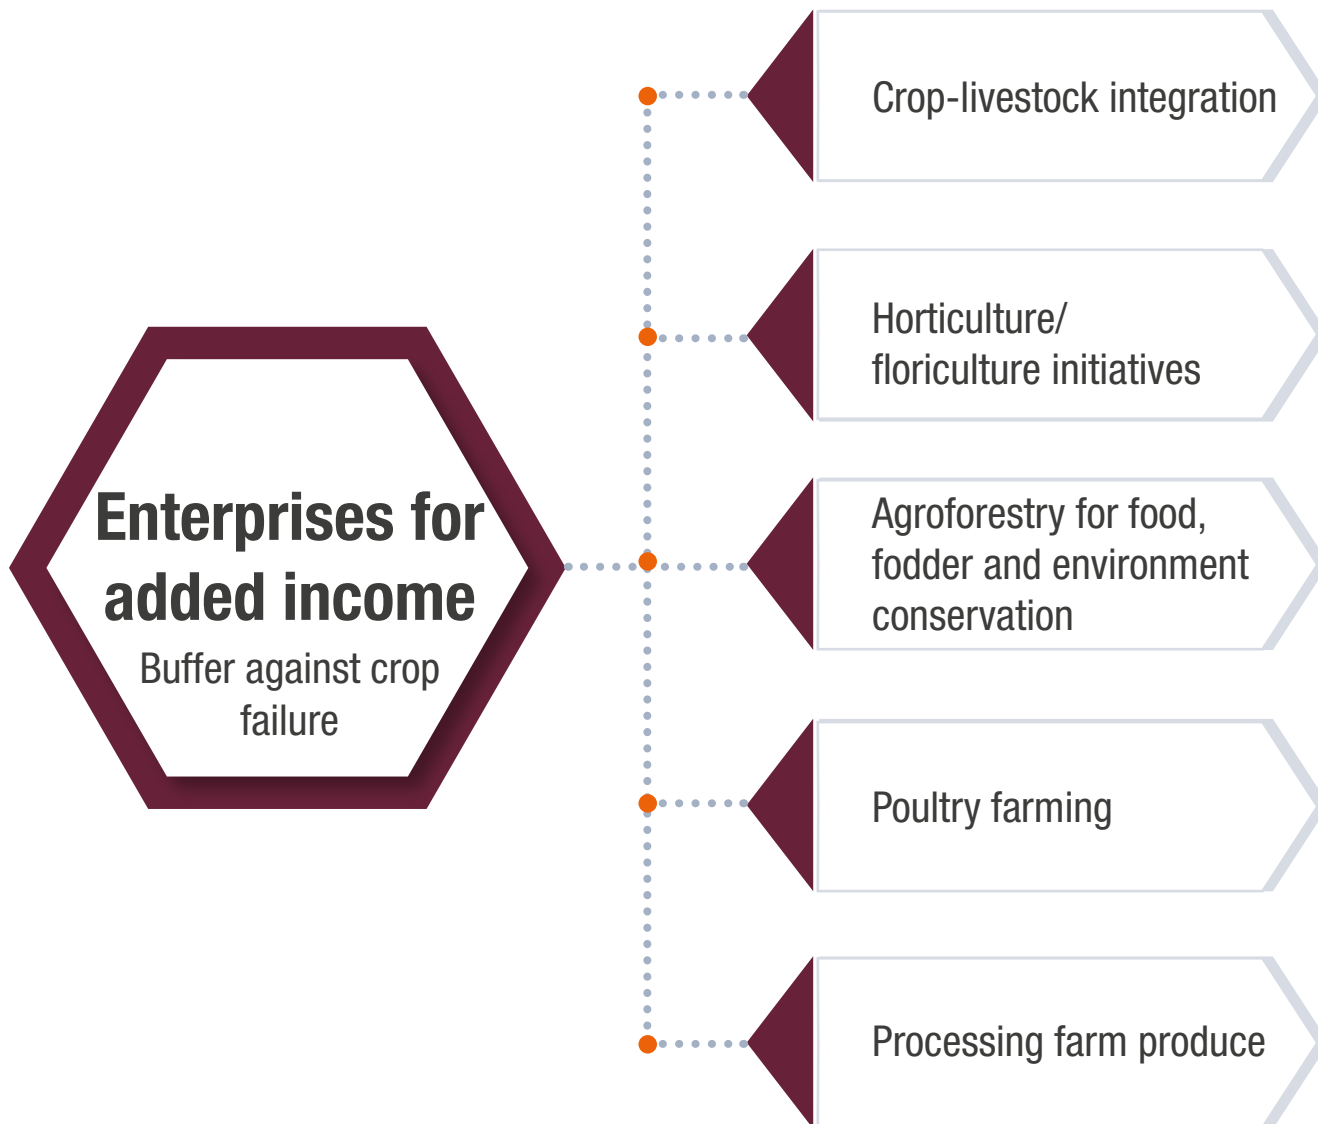 Enterprises for
added income
Buffer against crop
failure
Crop-livestock integration
Horticulture/
floriculture initiatives
Agroforestry for food,
fodder and environment
conservation
Poultry farming
Processing farm produce